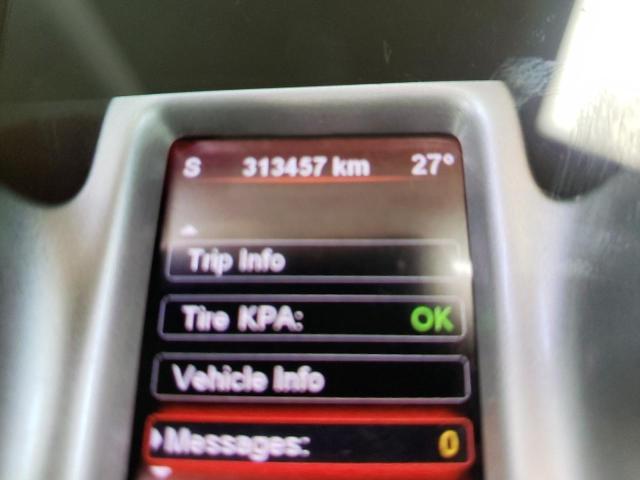 S 313457 km 27°
Trip Info
Tire KPA: OK
Vehicle Info
Messages: 0